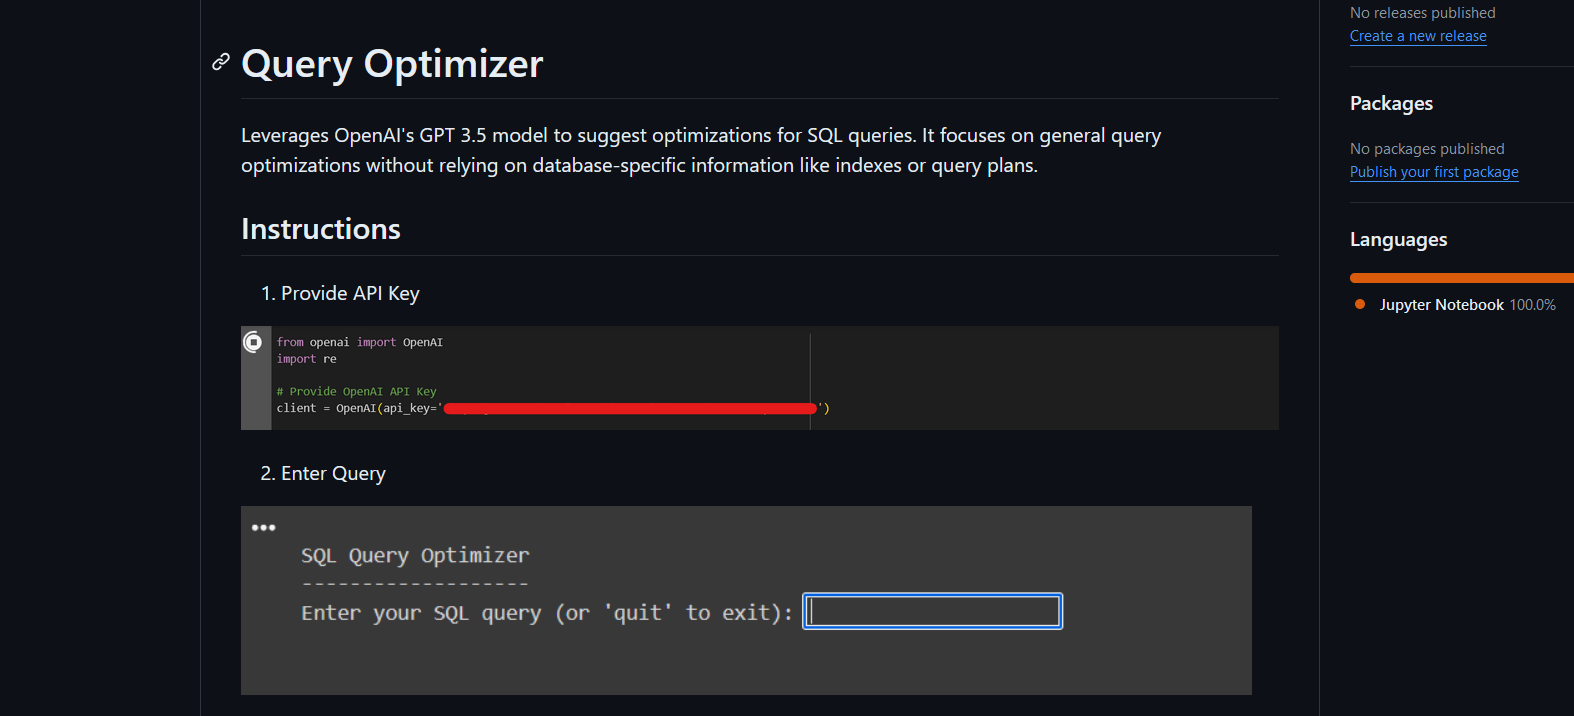 No releases published
Create a new release
Query Optimizer
Leverages OpenAI's GPT 3.5 model to suggest optimizations for SQL queries. It focuses on general query
optimizations without relying on database-specific information like indexes or query plans.
Packages
No packages published
Publish your first package
Instructions
Languages
Jupyter Notebook 100.0%
1. Provide API Key
from openai import OpenAI
import re
# Provide OpenAI API Key
client = OpenAI(api_key='')
2. Enter Query
SQL Query Optimizer
-------------------
Enter your SQL query (or 'quit' to exit):